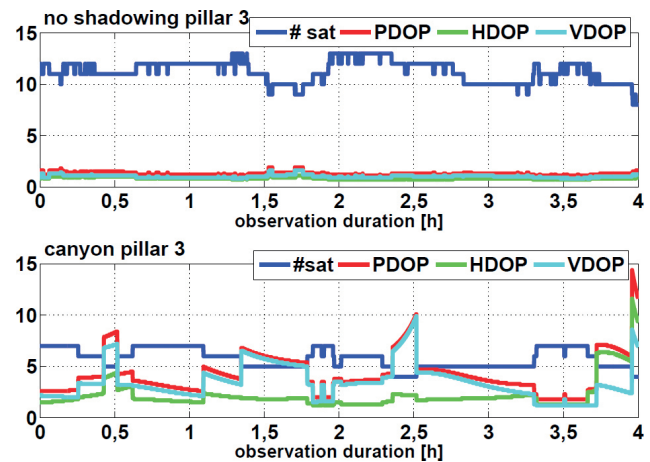 no shadowing pillar 3
# sat PDOP HDOP VDOP
15
10
5
0
0 0,5 1 1,5 2 2,5 3 3,5 4
observation duration [h]
canyon pillar 3
#sat PDOP HDOP VDOP
15
10
5
0
0 0,5 1 1,5 2 2,5 3 3,5 4
observation duration [h]